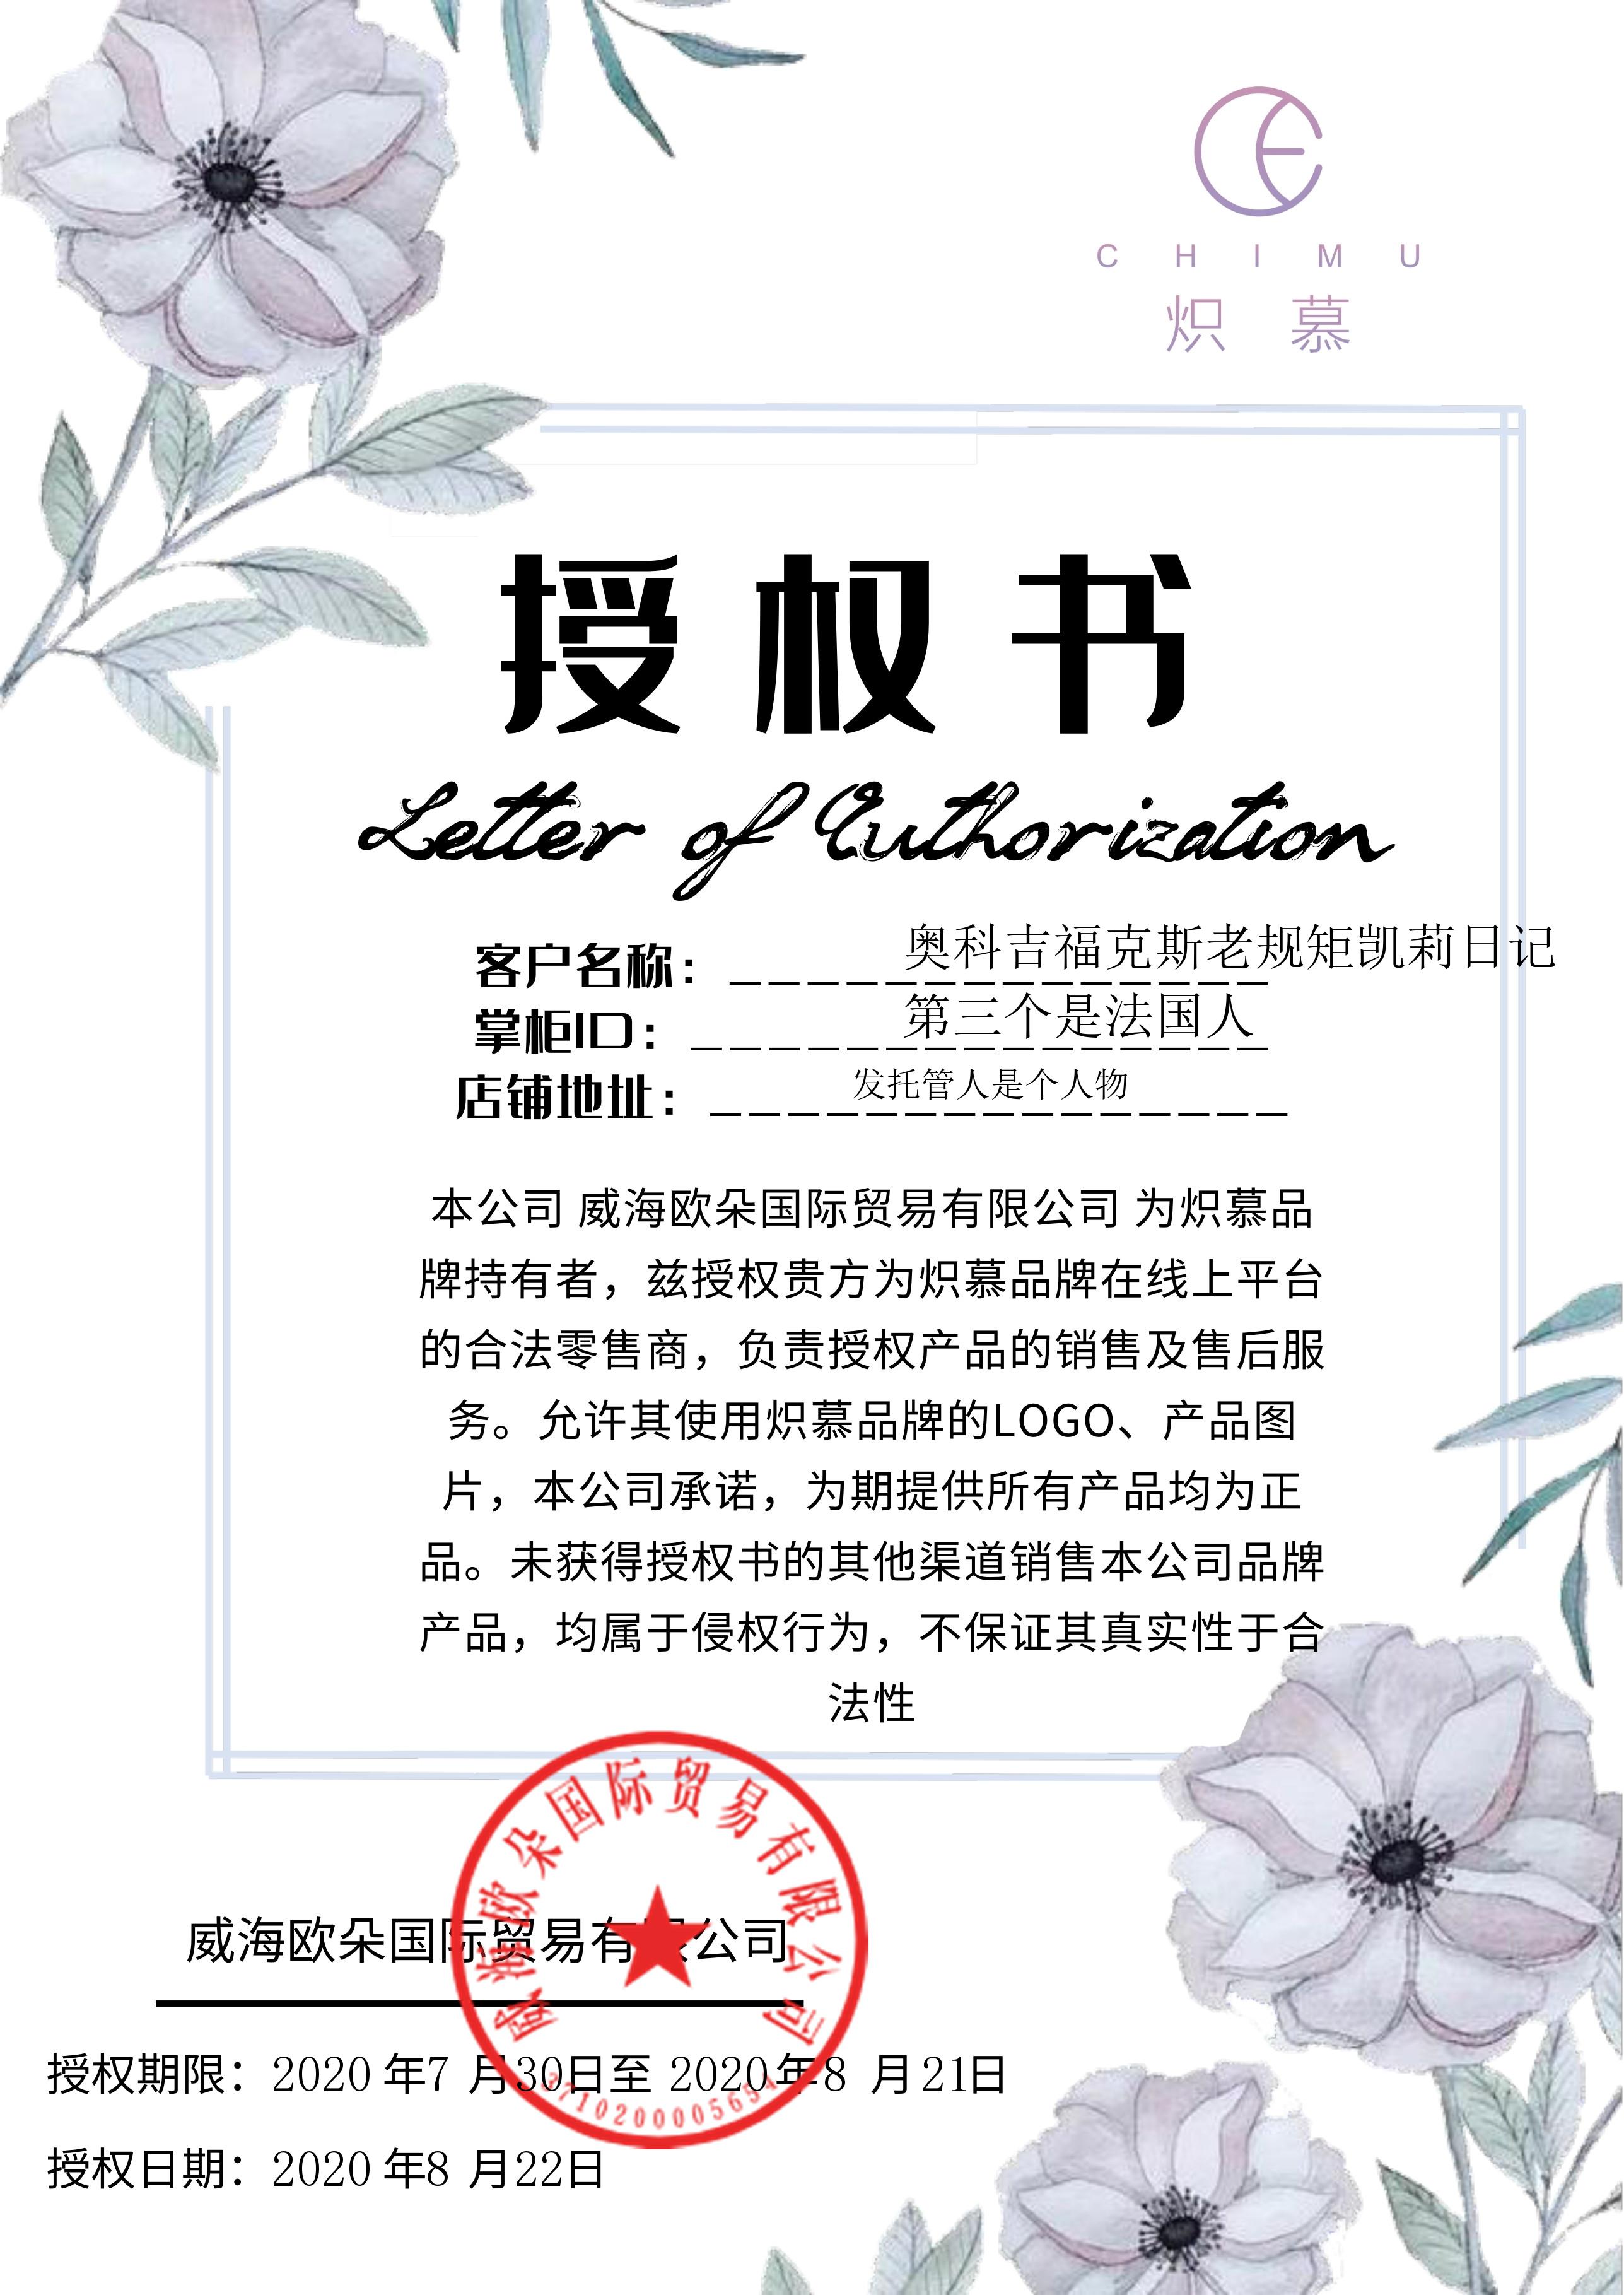 CHIMU
炽慕
授权书
Letter of Authorization
客户名称：奥科吉福克斯老规矩凯莉日记
掌柜ID：第三个是法国人
店铺地址：发托管人是个人物
本公司 威海欧朵国际贸易有限公司 为炽慕品
牌持有者，兹授权贵方为炽慕品牌在线上平台
的合法零售商，负责授权产品的销售及售后服
务。允许其使用炽慕品牌的LOGO、产品图
片，本公司承诺，为期提供所有产品均为正
品。未获得授权书的其他渠道销售本公司品牌
产品，均属于侵权行为，不保证其真实性于合
法性
威海欧朵国际贸易有限公司
威海欧朵国际贸易有限公司
授权期限：2020 年7 月30日至 2020年8 月21日
授权日期：2020 年8 月22日